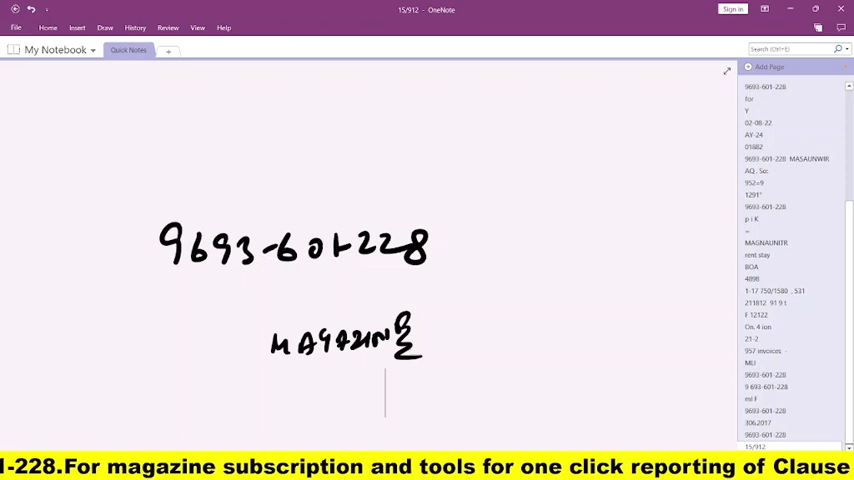 15/912 - OneNote
Sign in
File Home Insert Draw History Review View Help
My Notebook
Quick Notes
Search (Ctrl+E)
Add Page
9693-601-228
for
Y
02-08-22
AY-24
01882
9693-601-228 MASAUNWIR
AQ. So:
952=9
1291"
9693-601-228
p i K
=
MAGNAUNITR
rent stay
BOA
4898
1-17 750/1580 , 531
211812 91 9 t
F 12122
On. 4 ion
21-2
957 invoices -
MLI
9693-601-228
9 693-601-228
ml F
9693-601-228
306.2017
9693-601-228
15/912
9693-601-228
MAGAZINE
1-228.For magazine subscription and tools for one click reporting of Clause